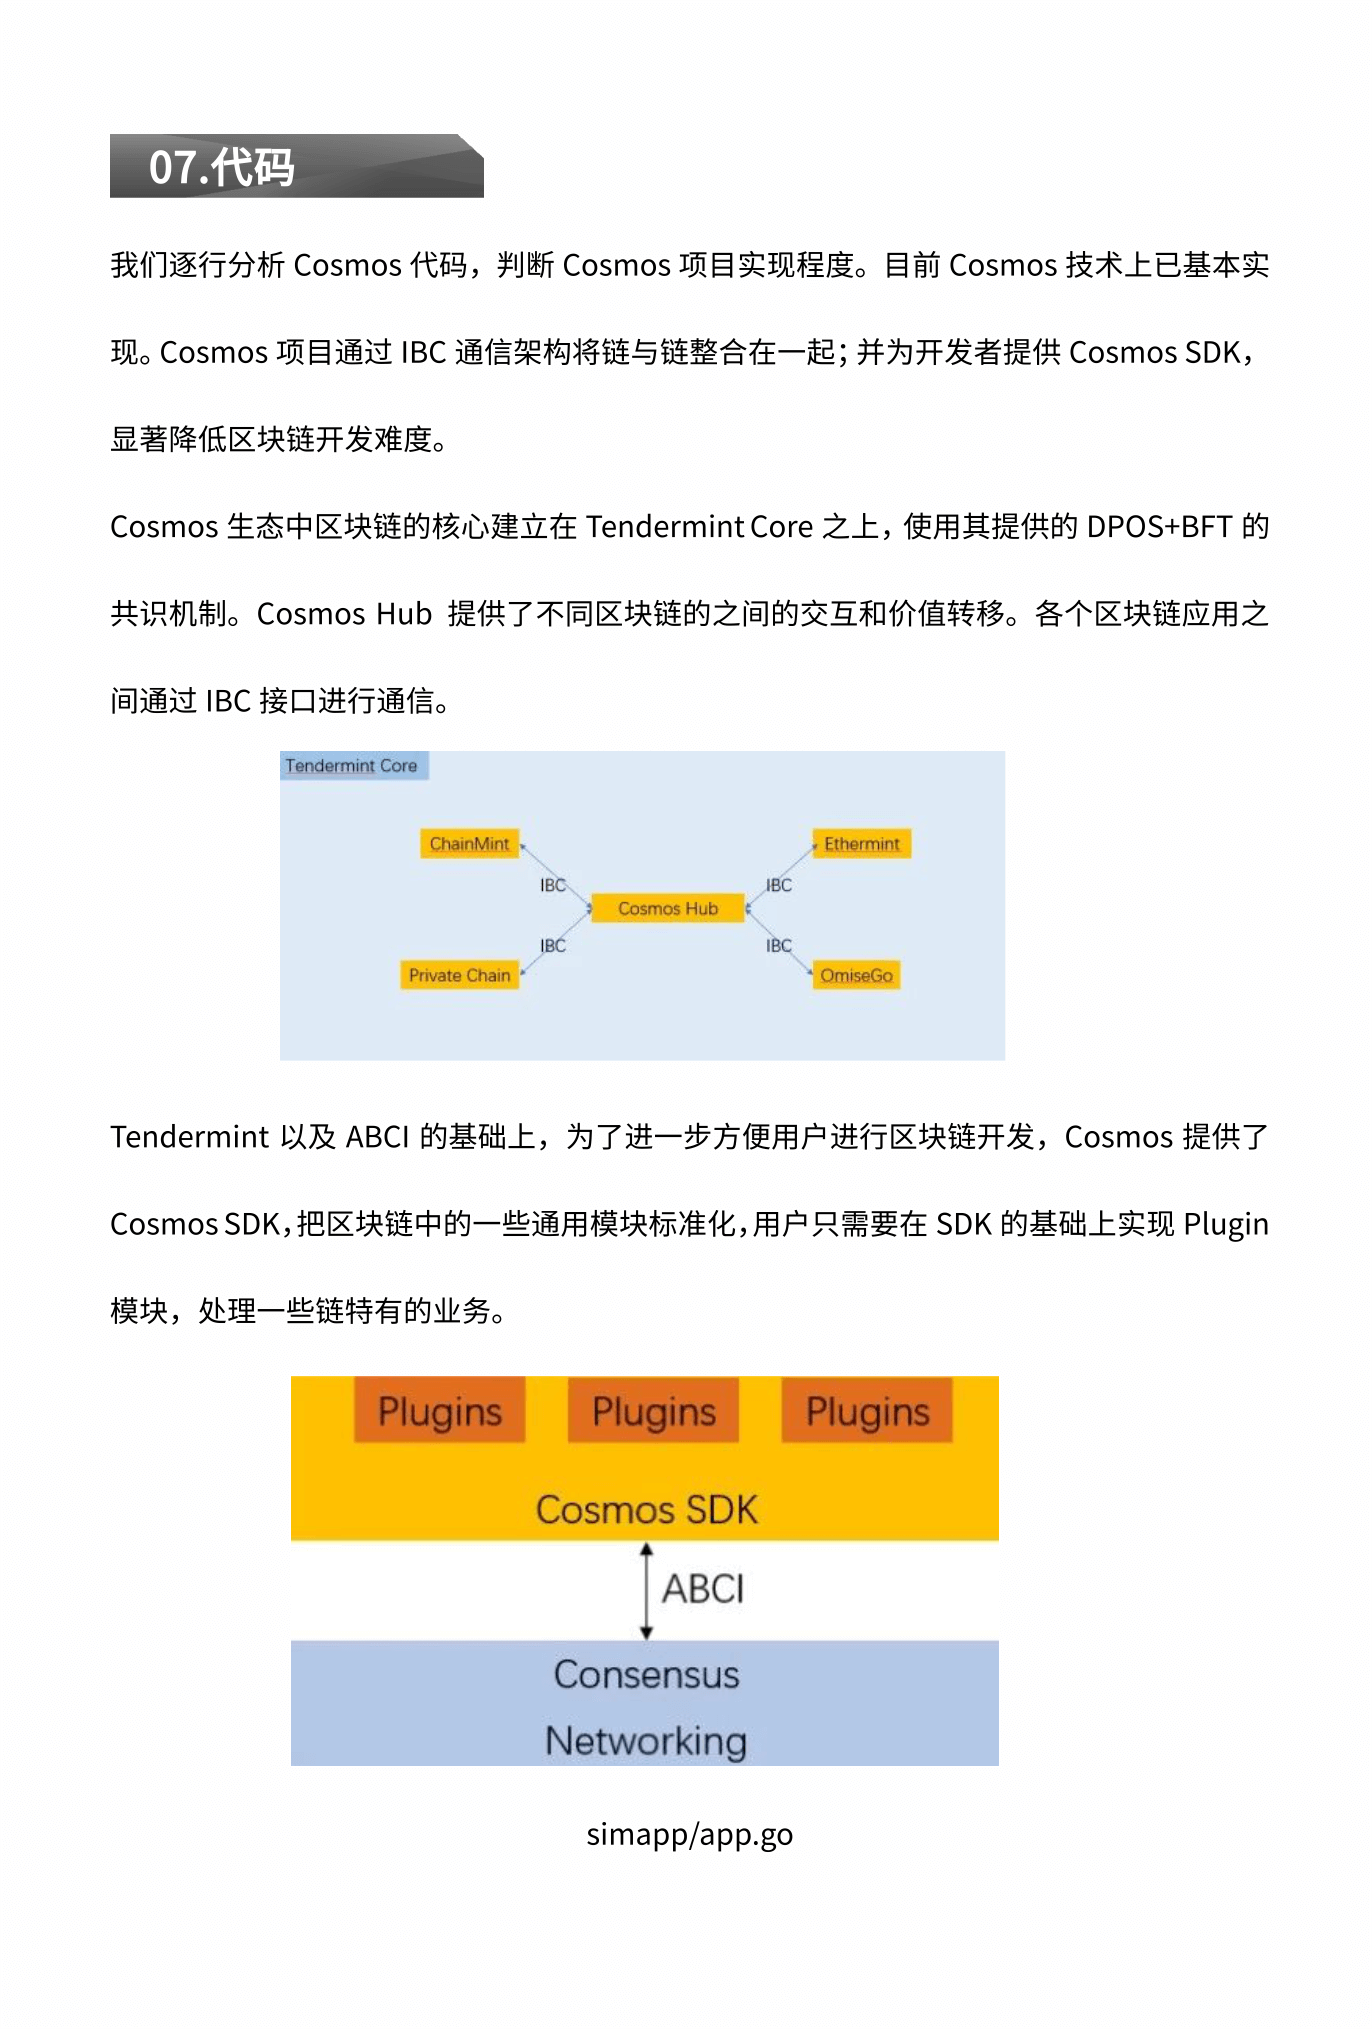 07.代码
我们逐行分析 Cosmos 代码，判断 Cosmos 项目实现程度。目前 Cosmos 技术上已基本实
现。Cosmos 项目通过 IBC 通信架构将链与链整合在一起；并为开发者提供 Cosmos SDK，
显著降低区块链开发难度。
Cosmos 生态中区块链的核心建立在 Tendermint Core 之上，使用其提供的 DPOS+BFT 的
共识机制。Cosmos Hub 提供了不同区块链的之间的交互和价值转移。各个区块链应用之
间通过 IBC 接口进行通信。
Tendermint Core
ChainMint
Ethermint
IBC
IBC
Cosmos Hub
IBC
IBC
Private Chain
OmiseGo
Tendermint 以及 ABCI 的基础上，为了进一步方便用户进行区块链开发，Cosmos 提供了
Cosmos SDK，把区块链中的一些通用模块标准化，用户只需要在 SDK 的基础上实现 Plugin
模块，处理一些链特有的业务。
Plugins
Plugins
Plugins
Cosmos SDK
ABCI
Consensus
Networking
simapp/app.go